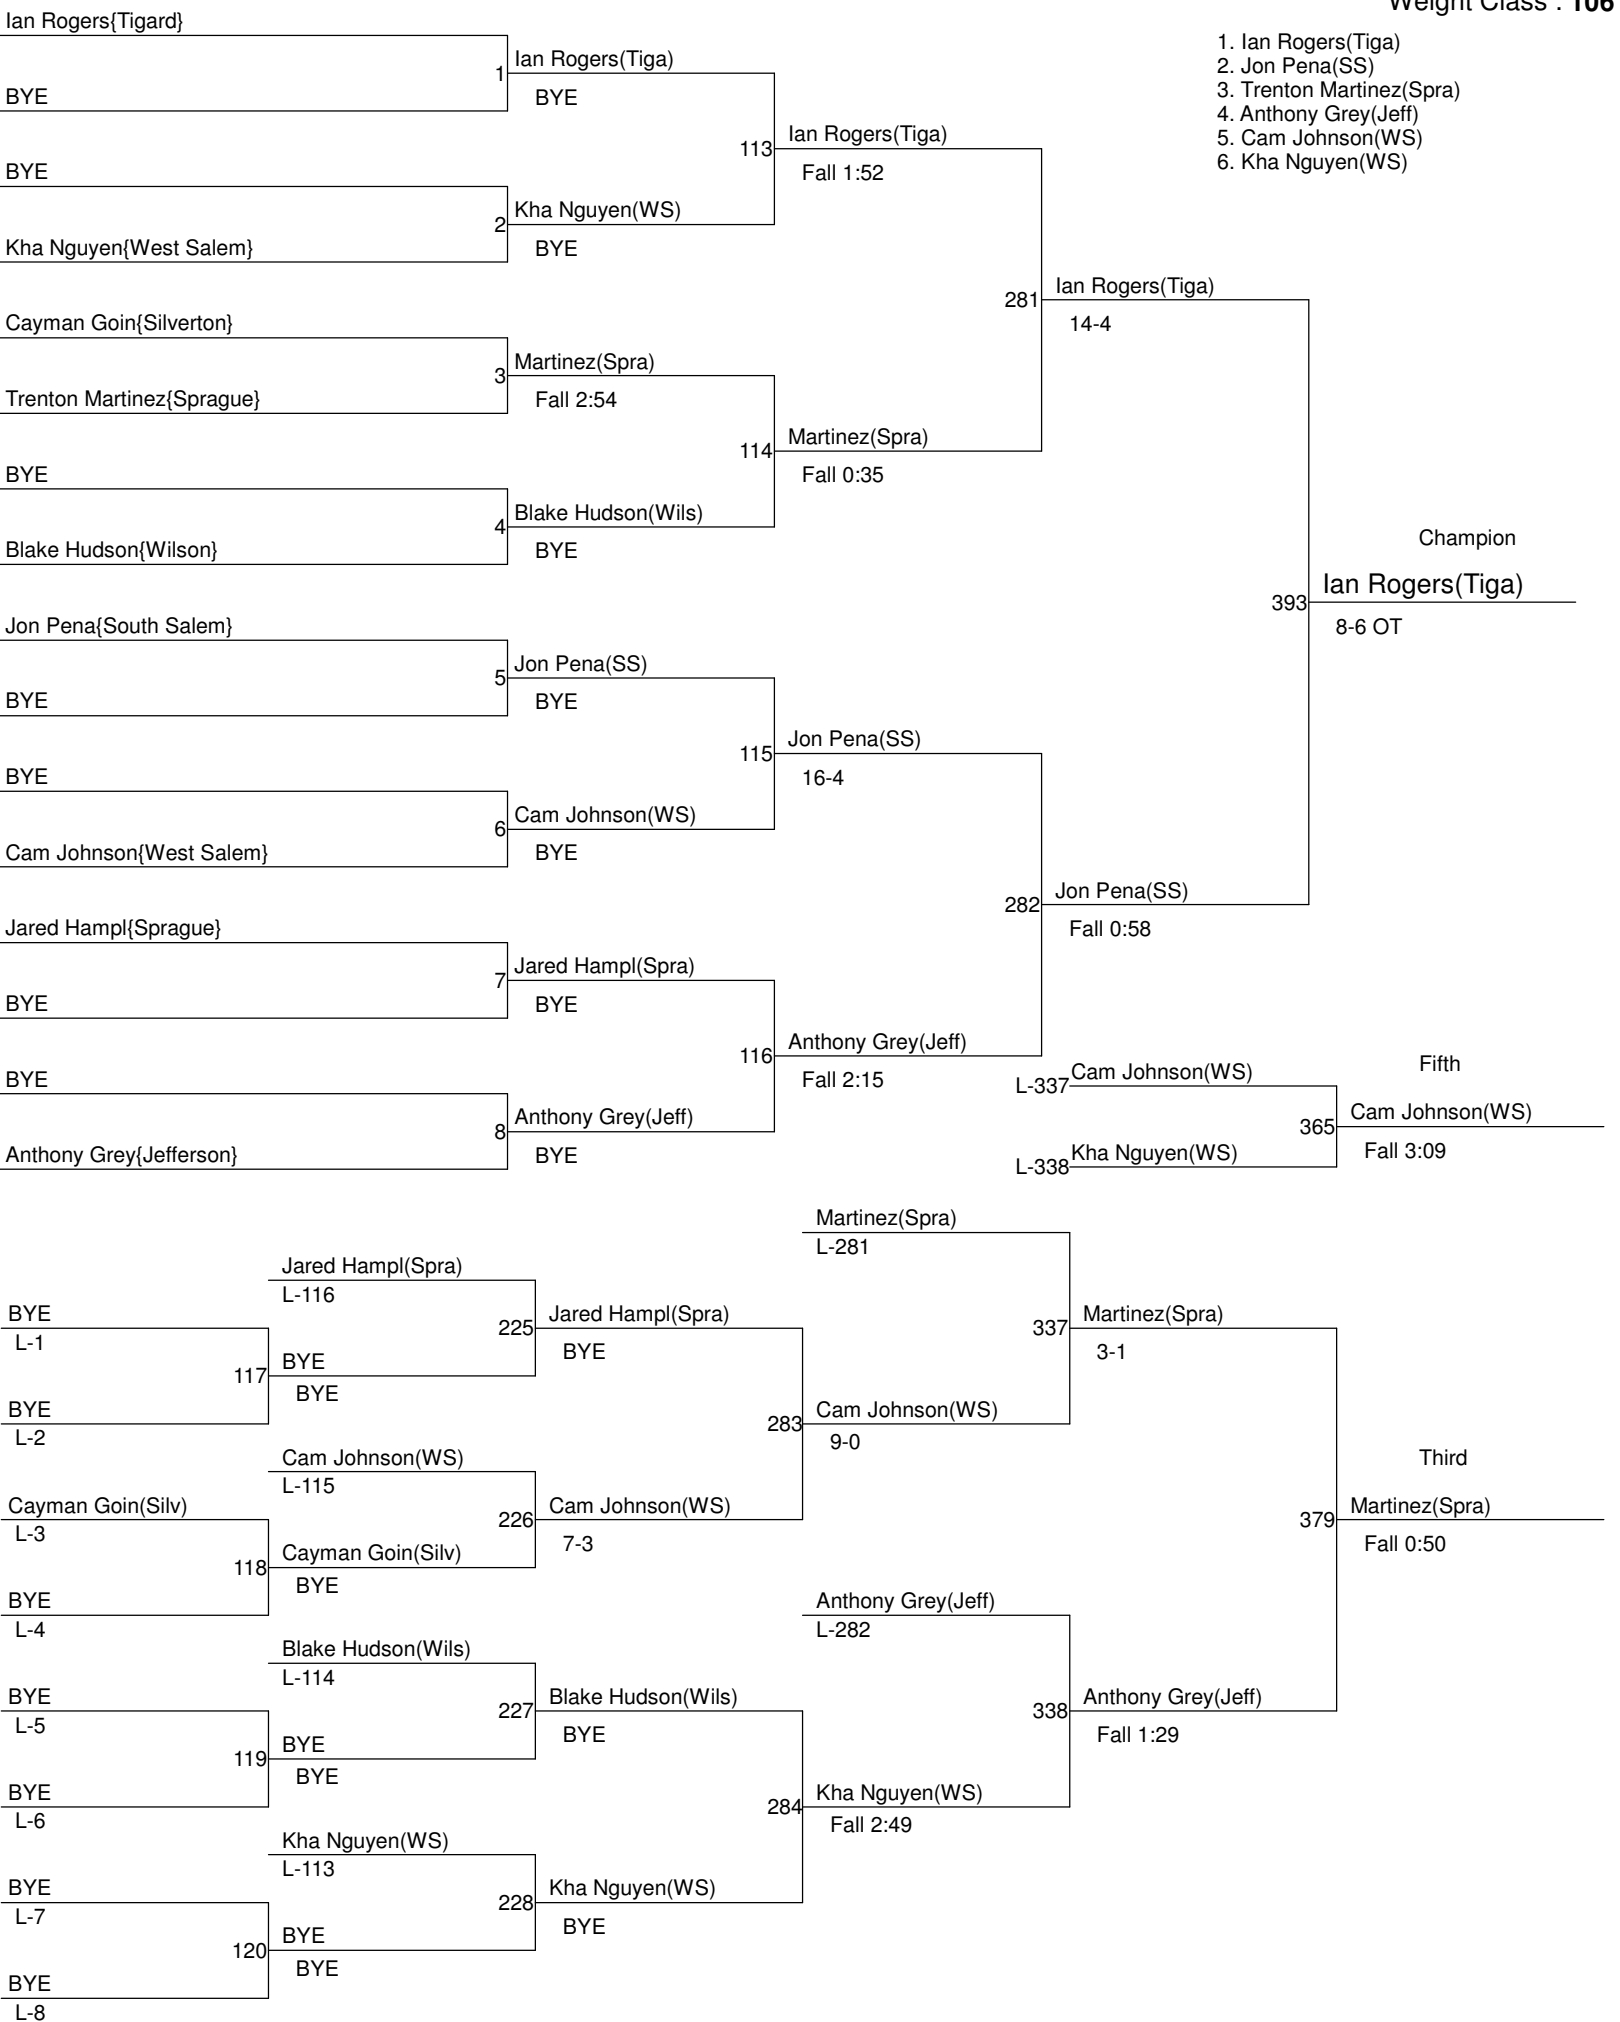 Weight Class : 106
1. Ian Rogers(Tiga)
2. Jon Pena(SS)
3. Trenton Martinez(Spra)
4. Anthony Grey(Jeff)
5. Cam Johnson(WS)
6. Kha Nguyen(WS)
Ian Rogers{Tigard}
BYE
1
Ian Rogers(Tiga)
BYE
BYE
Kha Nguyen{West Salem}
2
Kha Nguyen(WS)
BYE
113
Ian Rogers(Tiga)
Fall 1:52
Cayman Goin{Silverton}
Trenton Martinez{Sprague}
3
Martinez(Spra)
Fall 2:54
BYE
Blake Hudson{Wilson}
4
Blake Hudson(Wils)
BYE
114
Martinez(Spra)
Fall 0:35
281
Ian Rogers(Tiga)
14-4
Jon Pena{South Salem}
BYE
5
Jon Pena(SS)
BYE
BYE
Cam Johnson{West Salem}
6
Cam Johnson(WS)
BYE
115
Jon Pena(SS)
16-4
Jared Hampl{Sprague}
BYE
7
Jared Hampl(Spra)
BYE
BYE
Anthony Grey{Jefferson}
8
Anthony Grey(Jeff)
BYE
116
Anthony Grey(Jeff)
Fall 2:15
282
Jon Pena(SS)
Fall 0:58
Champion
393
Ian Rogers(Tiga)
8-6 OT
Fifth
L-337
Cam Johnson(WS)
L-338
Kha Nguyen(WS)
365
Cam Johnson(WS)
Fall 3:09
BYE
L-1
BYE
L-2
117
Jared Hampl(Spra)
L-116
BYE
BYE
225
Jared Hampl(Spra)
BYE
Cayman Goin(Silv)
L-3
BYE
L-4
118
Cam Johnson(WS)
L-115
Cayman Goin(Silv)
BYE
226
Cam Johnson(WS)
7-3
283
Cam Johnson(WS)
9-0
Martinez(Spra)
L-281
337
Martinez(Spra)
3-1
BYE
L-5
BYE
L-6
119
Blake Hudson(Wils)
L-114
BYE
BYE
227
Blake Hudson(Wils)
BYE
BYE
L-7
BYE
L-8
120
Kha Nguyen(WS)
L-113
BYE
BYE
228
Kha Nguyen(WS)
BYE
284
Kha Nguyen(WS)
Fall 2:49
Anthony Grey(Jeff)
L-282
338
Anthony Grey(Jeff)
Fall 1:29
Third
379
Martinez(Spra)
Fall 0:50